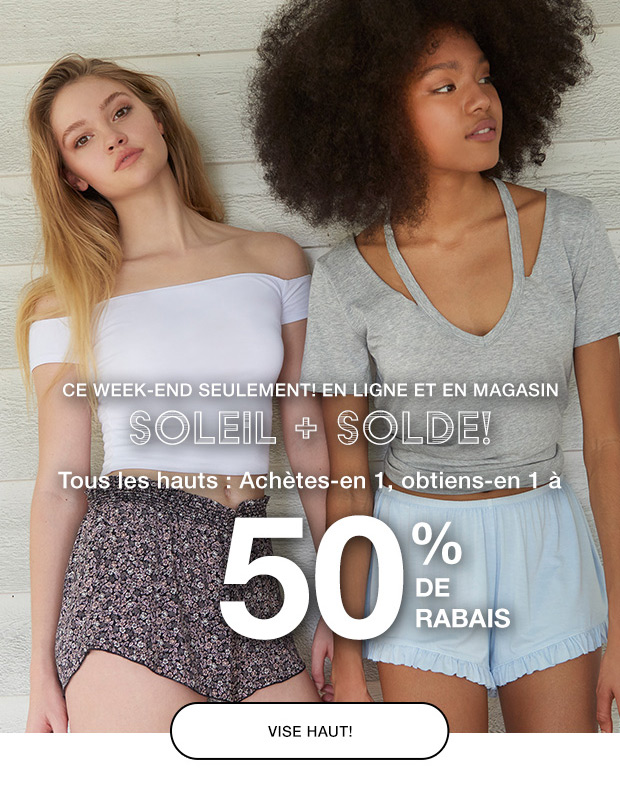 CE WEEK-END SEULEMENT! EN LIGNE ET EN MAGASIN
SOLEIL + SOLDE!
Tous les hauts : Achètes-en 1, obtiens-en 1 à
50%
DE
RABAIS
VISE HAUT!